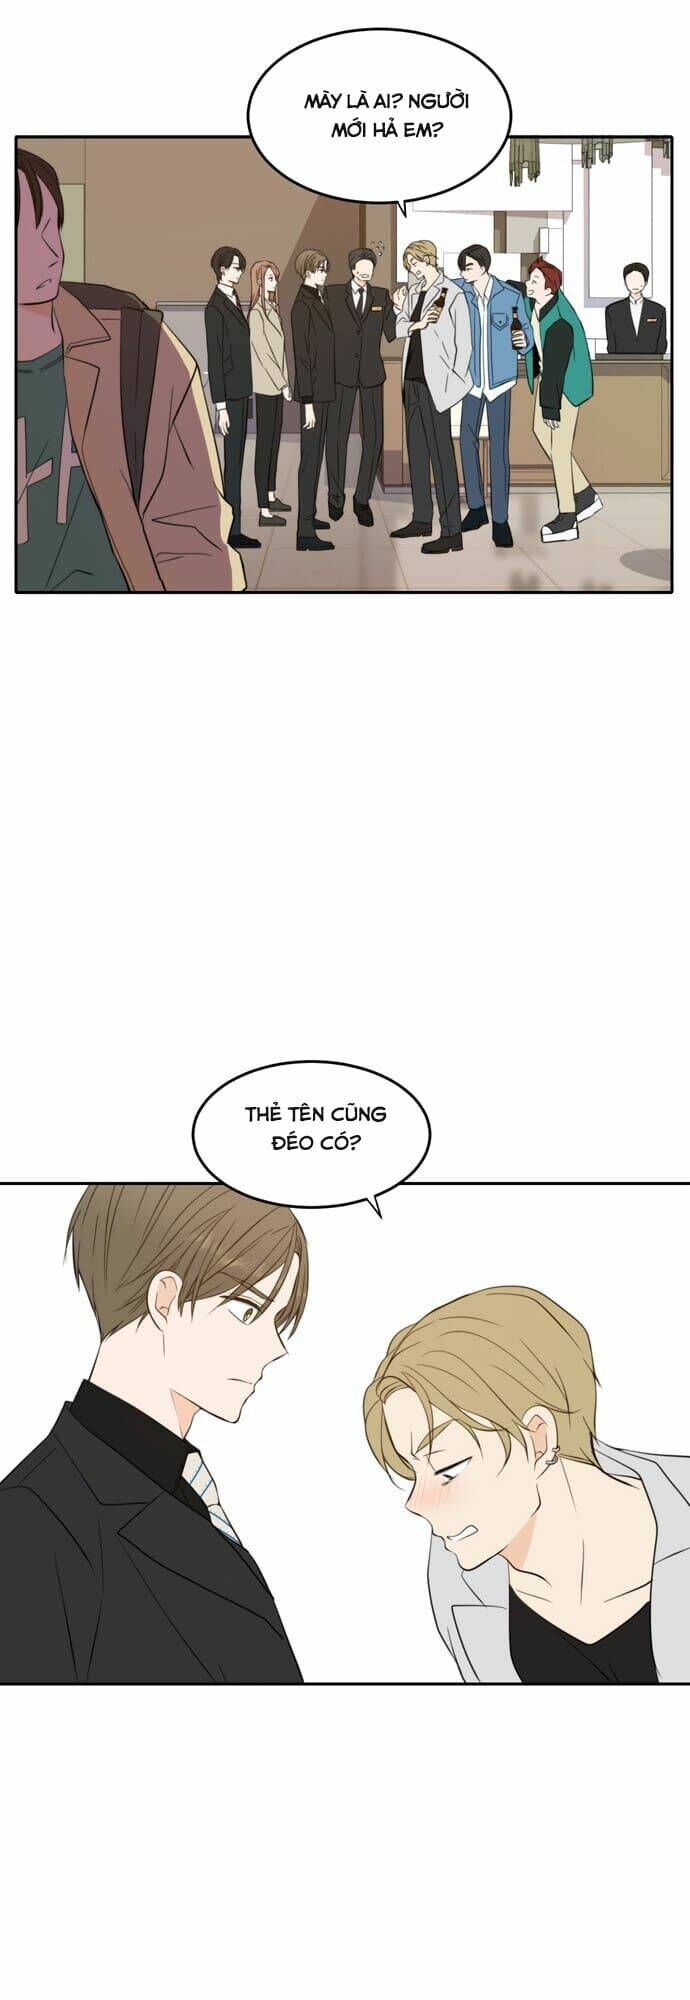 MÀY LÀ AI? NGƯỜI
MỚI HẢ EM?
THẺ TÊN CŨNG
ĐÉO CÓ?